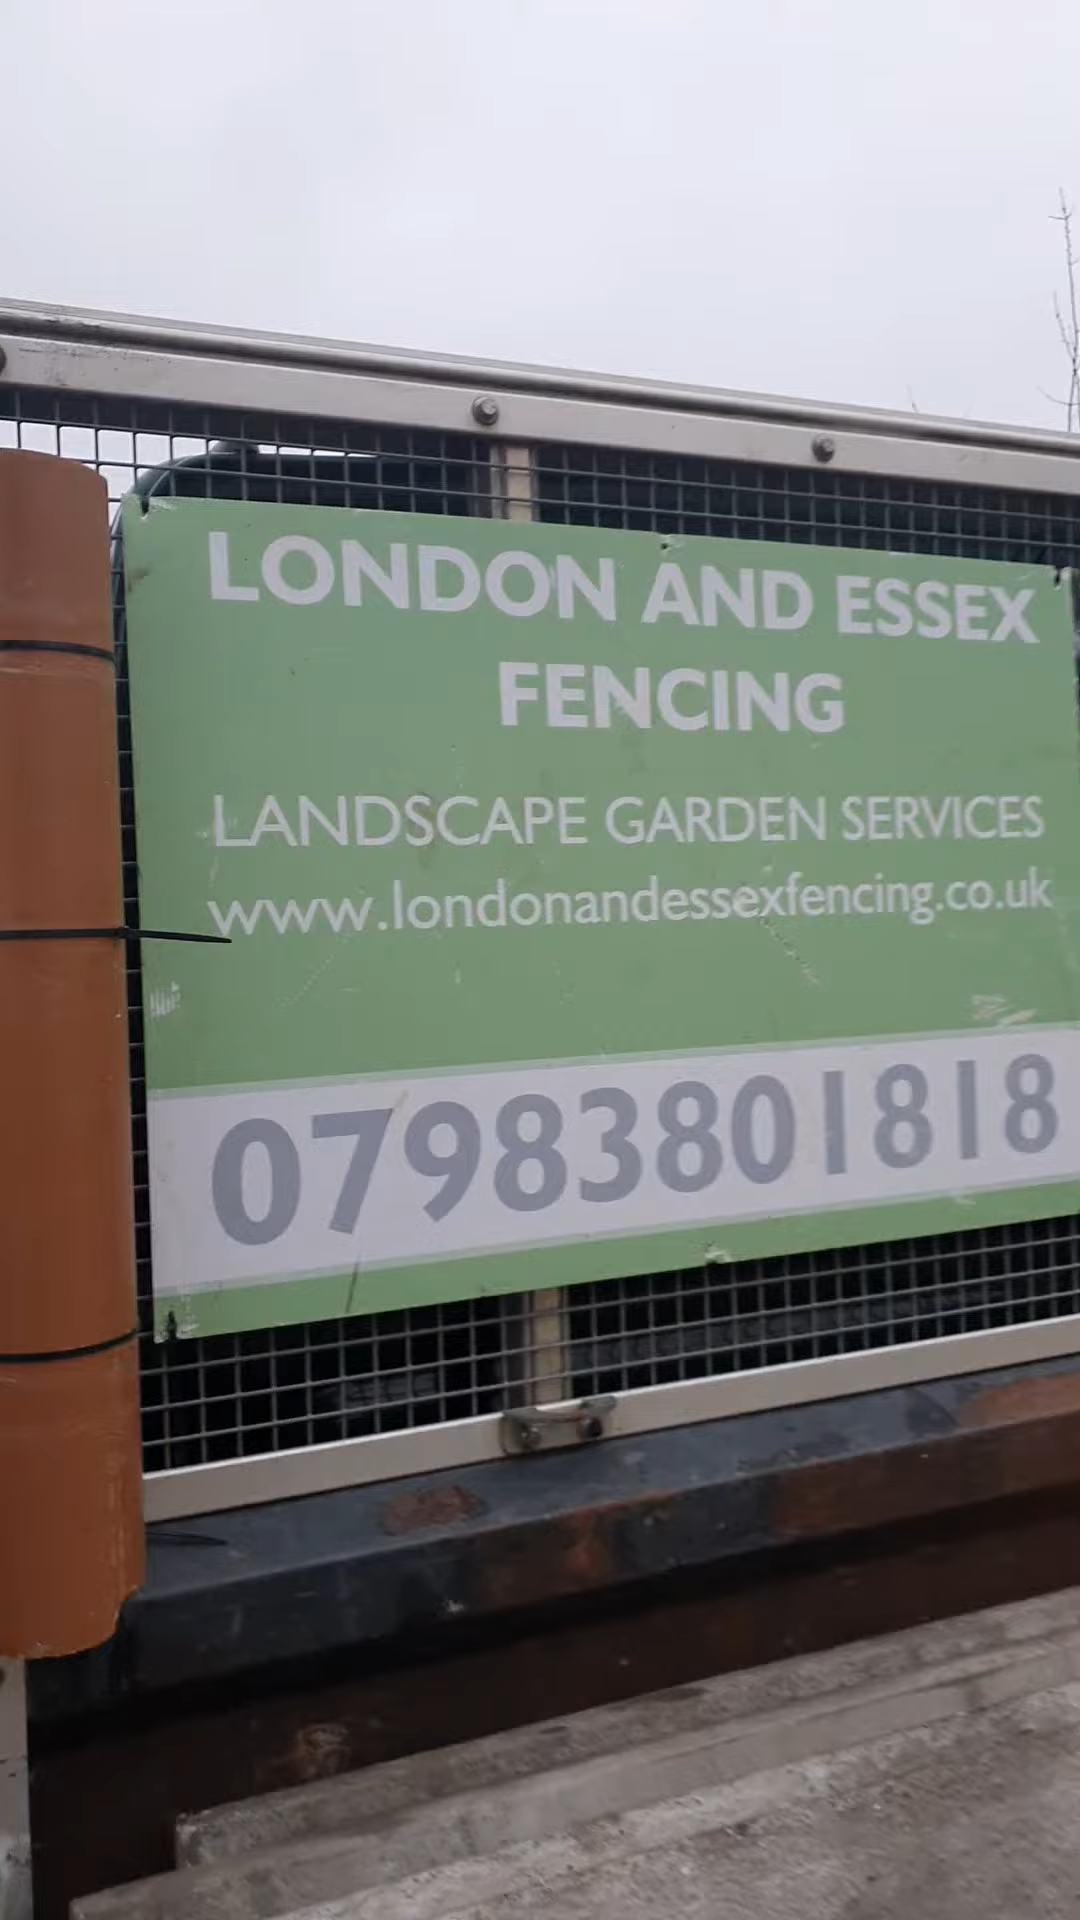 LONDON AND ESSEX
FENCING
LANDSCAPE GARDEN SERVICES
www.londonandessexfencing.co.uk
07983801818